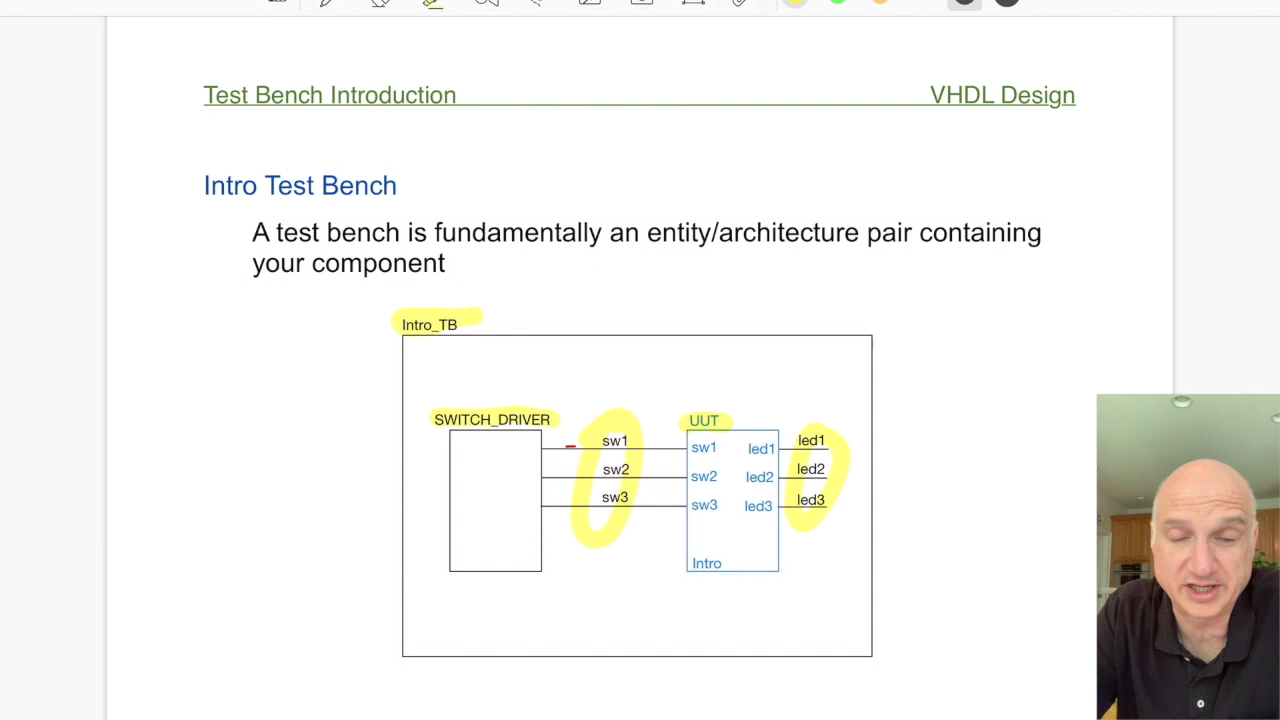 Test Bench Introduction VHDL Design
Intro Test Bench
A test bench is fundamentally an entity/architecture pair containing
your component
Intro_TB
SWITCH_DRIVER
sw1
sw2
sw3
UUT
sw1 led1
sw2 led2
sw3 led3
Intro
led1
led2
led3